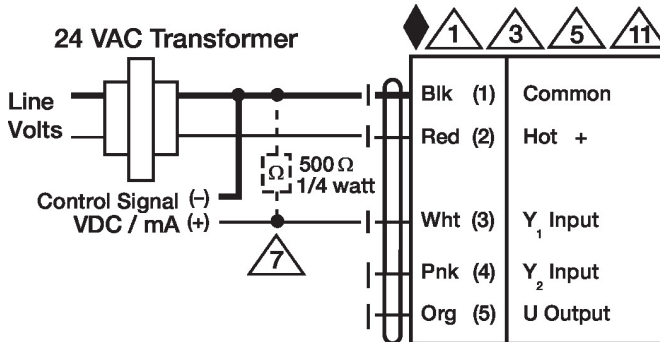 1 3 5 11
24 VAC Transformer
Line
Volts
Blk (1) Common
Red (2) Hot +
Ω 500 Ω
1/4 watt
Control Signal (-)
VDC / mA (+)
Wht (3) Y₁ Input
7
Pnk (4) Y₂ Input
Org (5) U Output